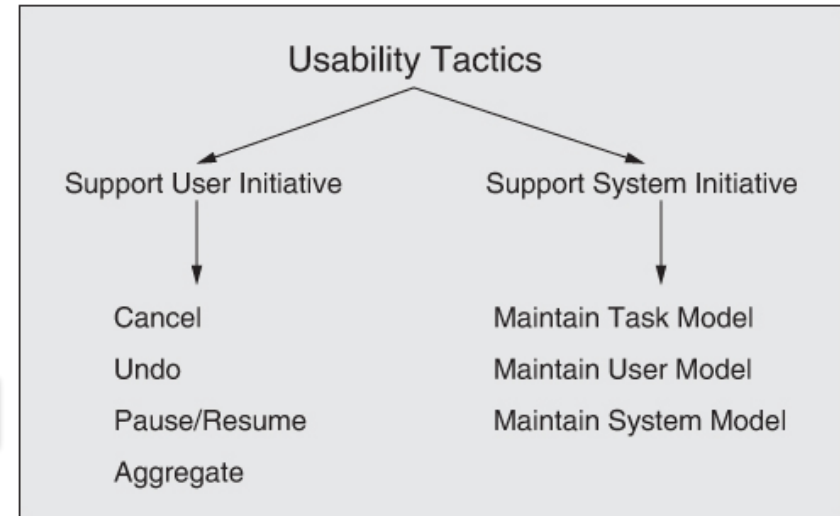 Usability Tactics
Support User Initiative
Support System Initiative
Cancel
Undo
Pause/Resume
Aggregate
Maintain Task Model
Maintain User Model
Maintain System Model